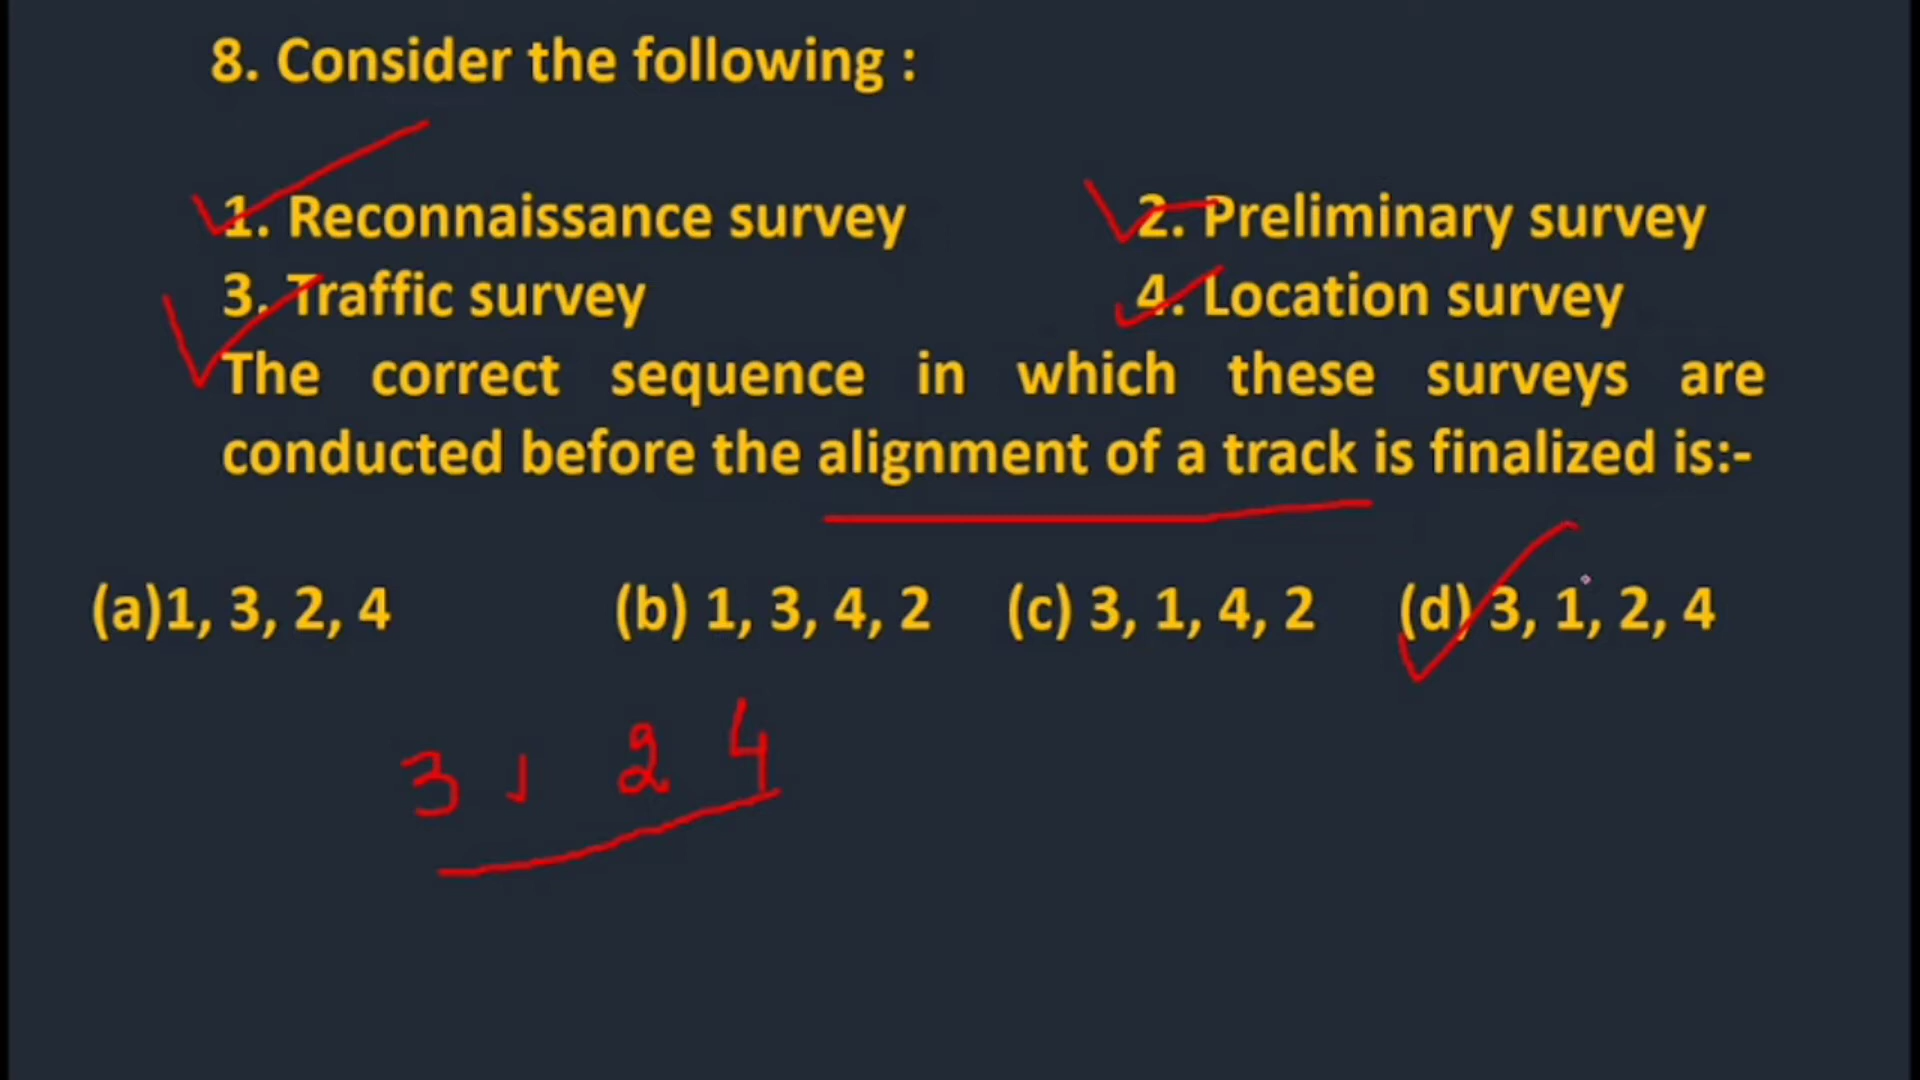 8. Consider the following :
1. Reconnaissance survey 2. Preliminary survey
3. Traffic survey 4. Location survey
The correct sequence in which these surveys are
conducted before the alignment of a track is finalized is:-
(a)1, 3, 2, 4 (b) 1, 3, 4, 2 (c) 3, 1, 4, 2 (d) 3, 1, 2, 4
3 1 2 4